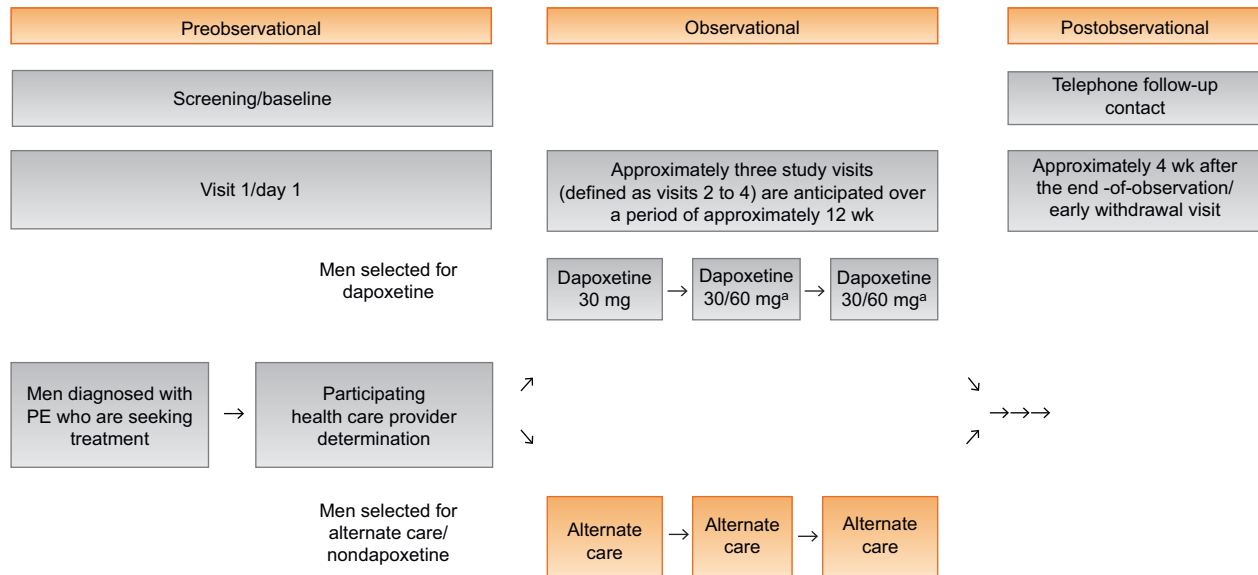 Preobservational
Observational
Postobservational
Screening/baseline
Telephone follow-up
contact
Visit 1/day 1
Approximately three study visits
(defined as visits 2 to 4) are anticipated over
a period of approximately 12 wk
Approximately 4 wk after
the end -of-observation/
early withdrawal visit
Men selected for
dapoxetine
Dapoxetine
30 mg
Dapoxetine
30/60 mgᵃ
Dapoxetine
30/60 mgᵃ
Men diagnosed with
PE who are seeking
treatment
Participating
health care provider
determination
Men selected for
alternate care/
nondapoxetine
Alternate
care
Alternate
care
Alternate
care